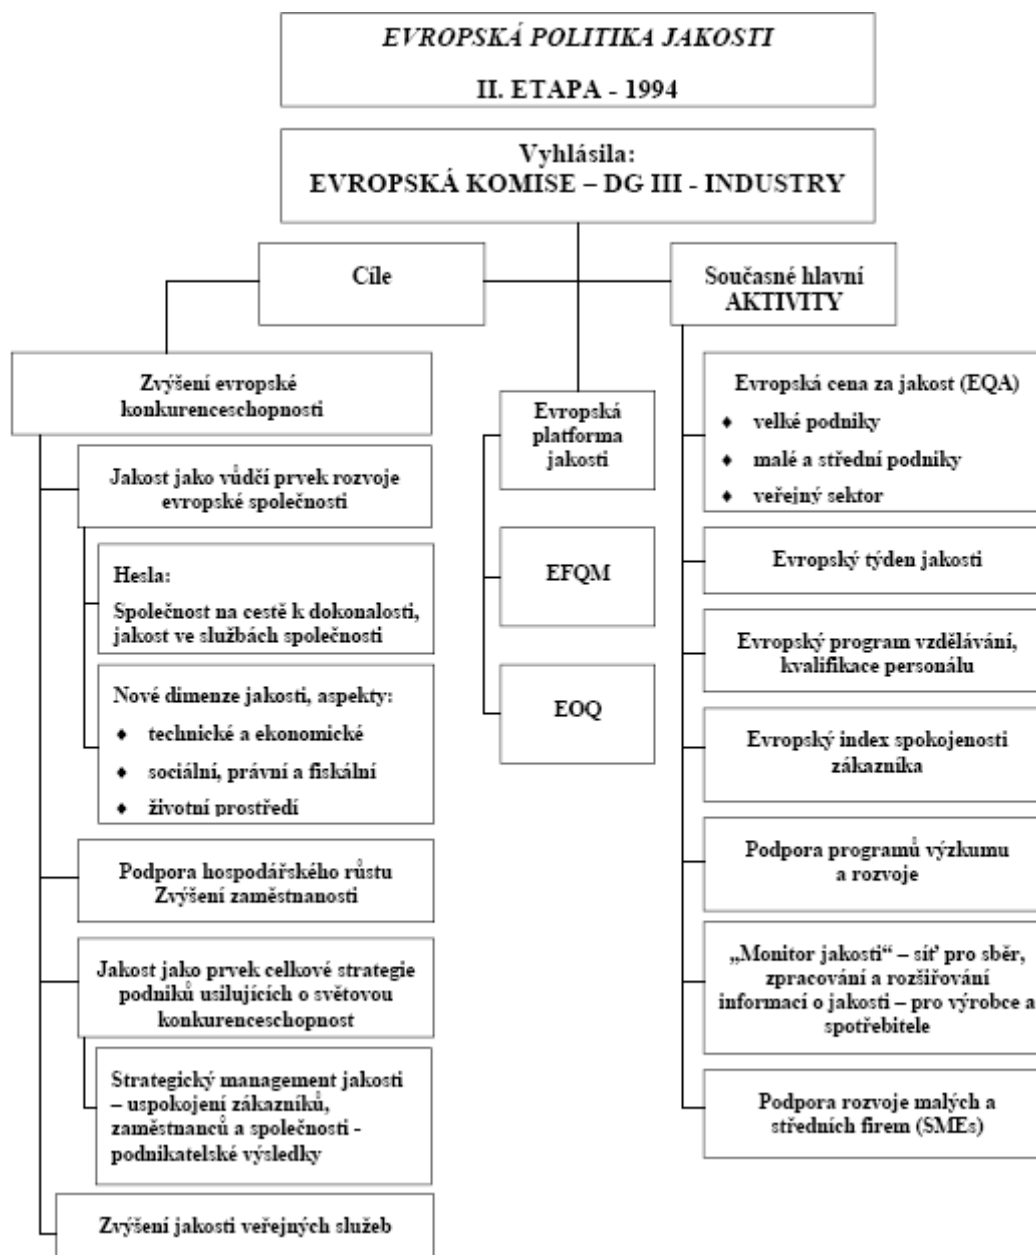 EVROPSKÁ POLITIKA JAKOSTI
II. ETAPA - 1994
Vyhlásila:
EVROPSKÁ KOMISE – DG III - INDUSTRY
Cíle
Zvýšení evropské
konkurenceschopnosti
Jakost jako vůdčí prvek rozvoje
evropské společnosti
Hesla:
Společnost na cestě k dokonalosti,
jakost ve službách společnosti
Nové dimenze jakosti, aspekty:
♦ technické a ekonomické
♦ sociální, právní a fiskální
♦ životní prostředí
Podpora hospodářského růstu
Zvýšení zaměstnanosti
Jakost jako prvek celkové strategie
podniků usilujících o světovou
konkurenceschopnost
Strategický management jakosti
– uspokojení zákazníků,
zaměstnanců a společnosti -
podnikatelské výsledky
Zvýšení jakosti veřejných služeb
Evropská
platforma
jakosti
EFQM
EOQ
Současné hlavní
AKTIVITY
Evropská cena za jakost (EQA)
♦ velké podniky
♦ malé a střední podniky
♦ veřejný sektor
Evropský týden jakosti
Evropský program vzdělávání,
kvalifikace personálu
Evropský index spokojenosti
zákazníka
Podpora programů výzkumu
a rozvoje
„Monitor jakosti“ – síť pro sběr,
zpracování a rozšiřování
informací o jakosti – pro výrobce a
spotřebitele
Podpora rozvoje malých a
středních firem (SMEs)